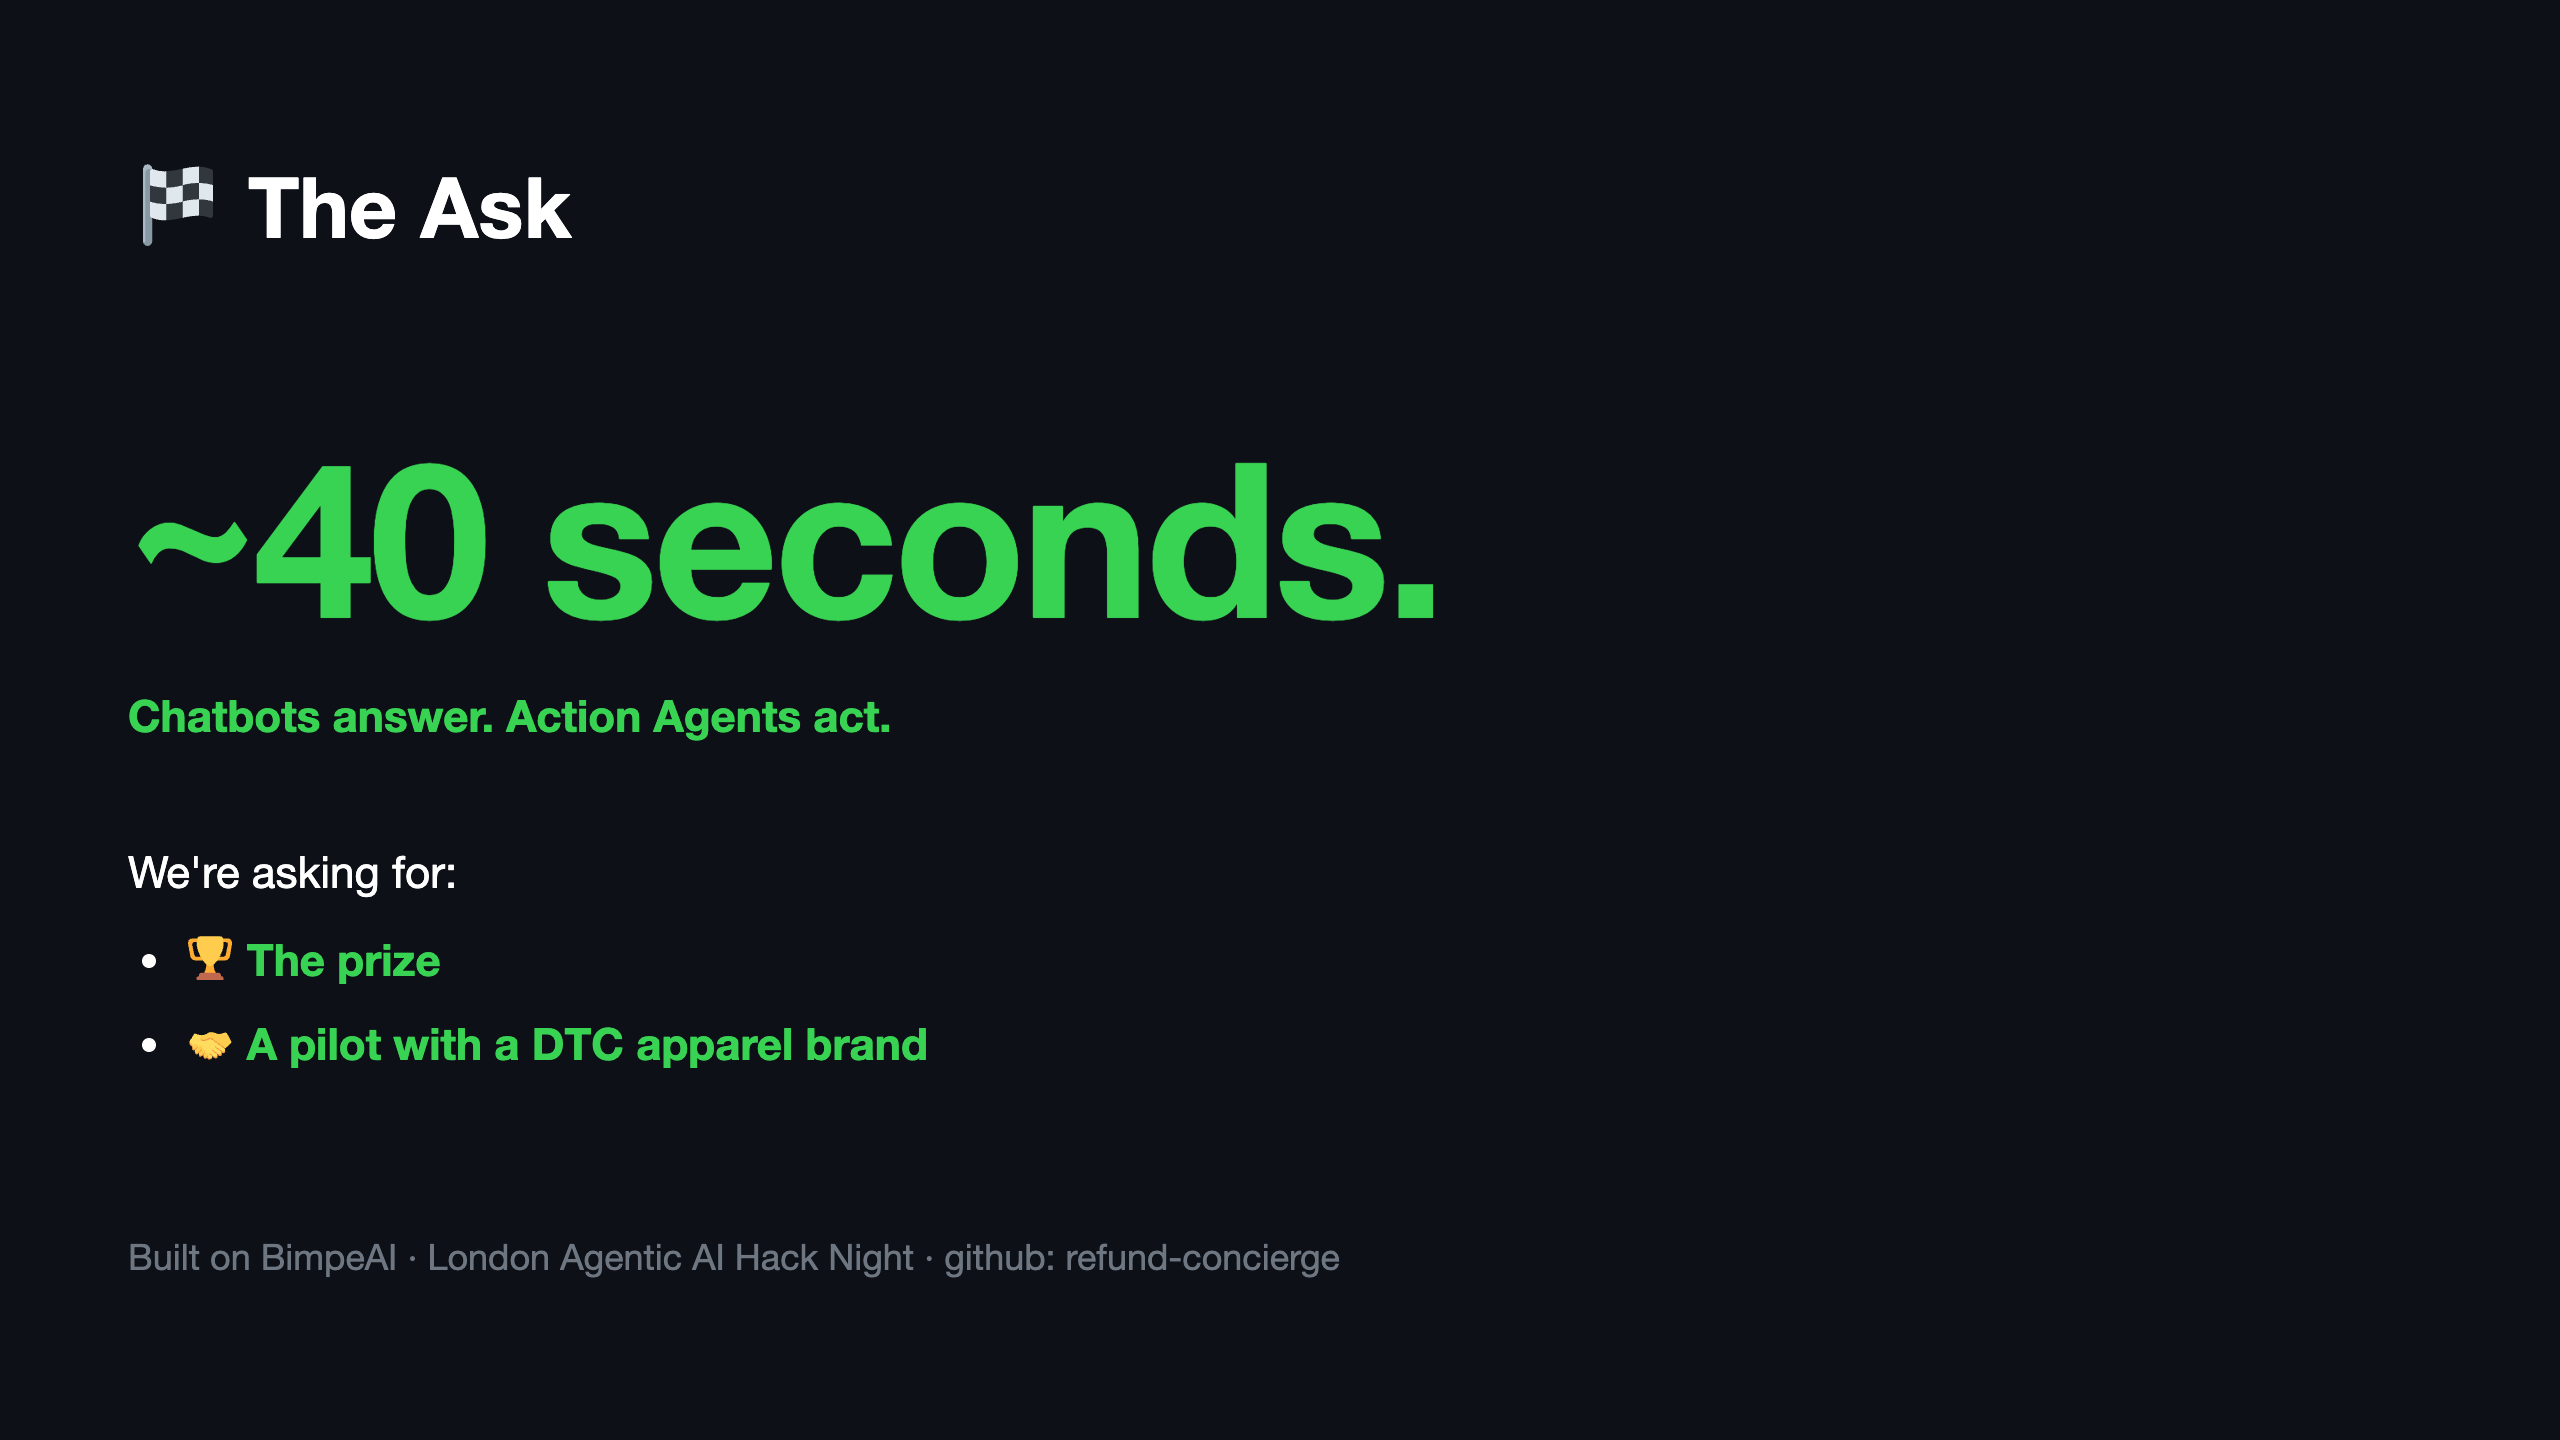 🏁 The Ask
~40 seconds.
Chatbots answer. Action Agents act.
We're asking for:
• 🏆 The prize
• 🤝 A pilot with a DTC apparel brand
Built on BimpeAI · London Agentic AI Hack Night · github: refund-concierge